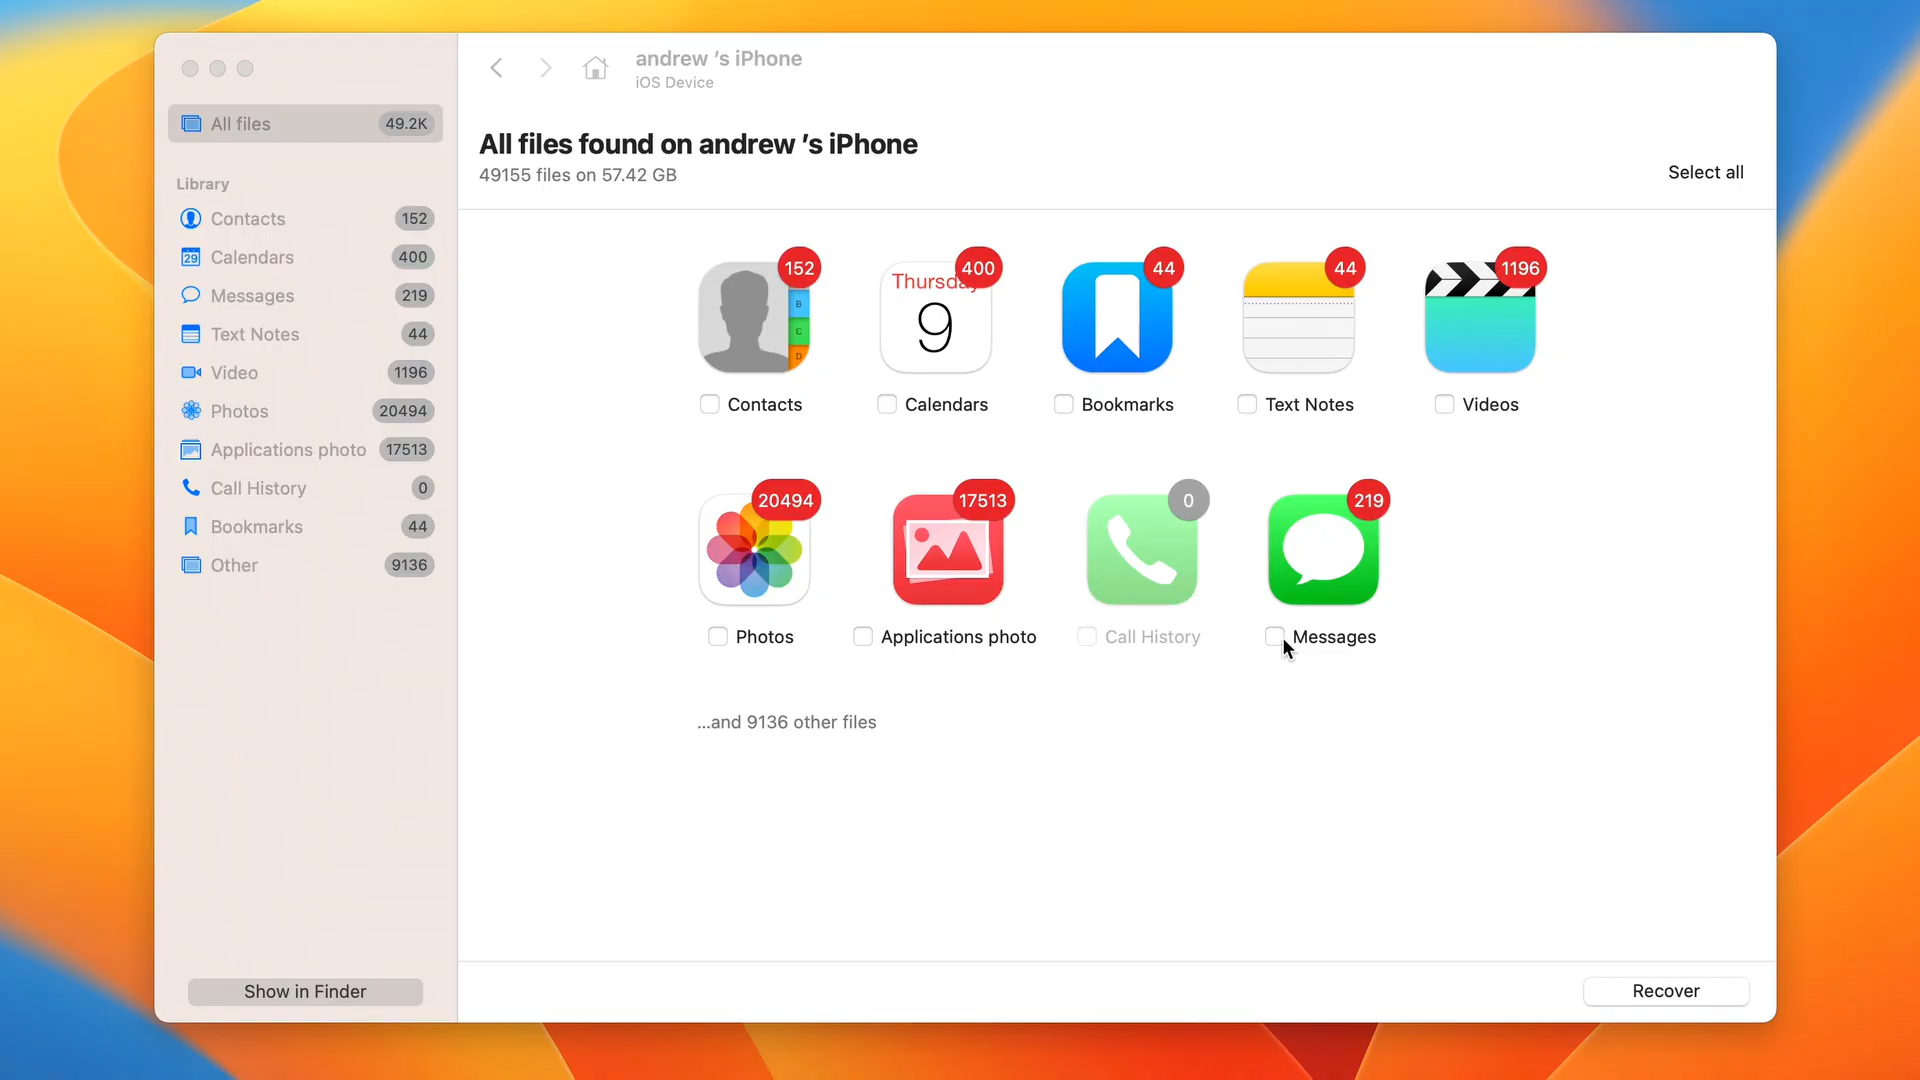 andrew ’s iPhone
iOS Device
All files 49.2K
Library
Contacts 152
Calendars 400
Messages 219
Text Notes 44
Video 1196
Photos 20494
Applications photo 17513
Call History 0
Bookmarks 44
Other 9136
Show in Finder
All files found on andrew ’s iPhone
49155 files on 57.42 GB
Select all
152 400 44 44 1196
B
C
D
29
Thursday
9
Contacts Calendars Bookmarks Text Notes Videos
20494 17513 0 219
Photos Applications photo Call History Messages
...and 9136 other files
Recover